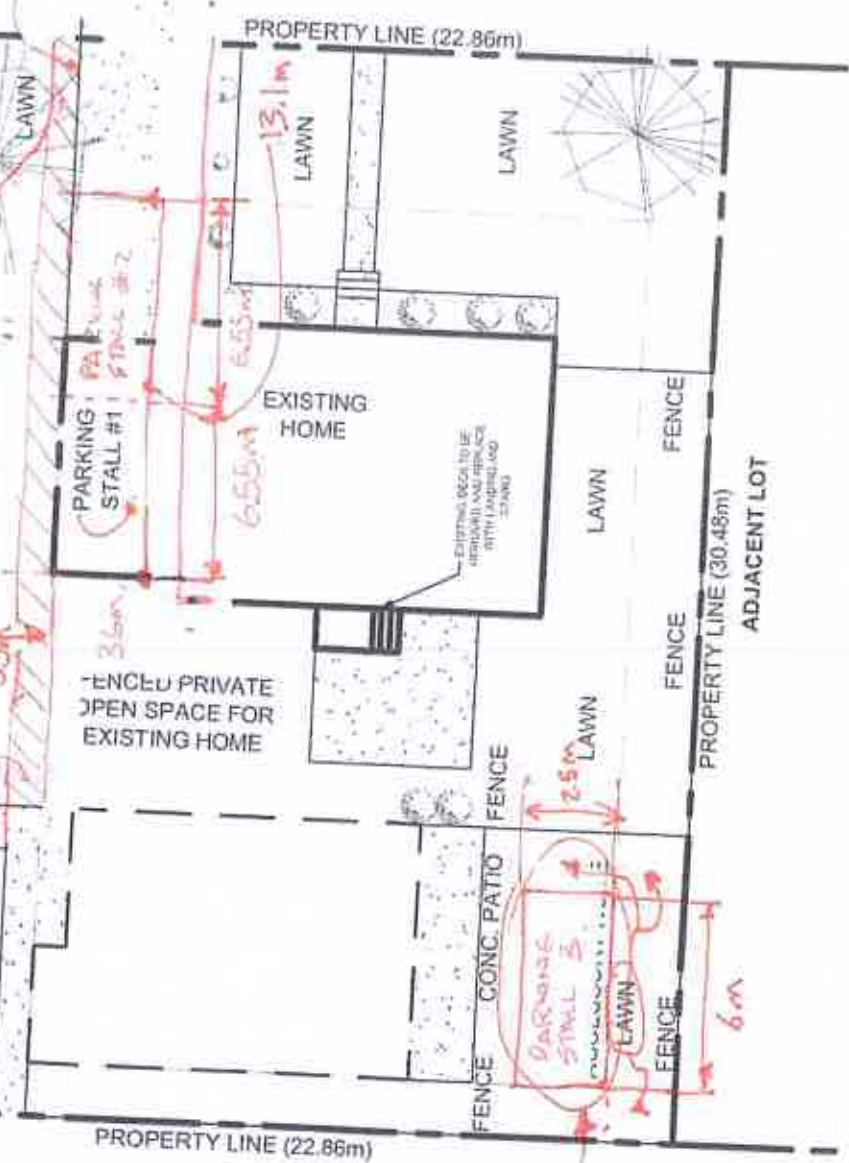 PROPERTY LINE (22.86m)
LAWN
13.1m
LAWN
LAWN
PARKING
STALL #2
PARKING
STALL #1
6.55m
6.55m
EXISTING
HOME
EXISTING DECK TO BE
REMOVED AND REPLACE
WITH LANDING AND
STAIRS
LAWN
FENCE
PROPERTY LINE (30.48m)
ADJACENT LOT
36m
FENCED PRIVATE
OPEN SPACE FOR
EXISTING HOME
FENCE
LAWN
FENCE
2.5m
CONC. PATIO
PARKING
STALL 3
LAWN
FENCE
FENCE
6m
PROPERTY LINE (22.86m)